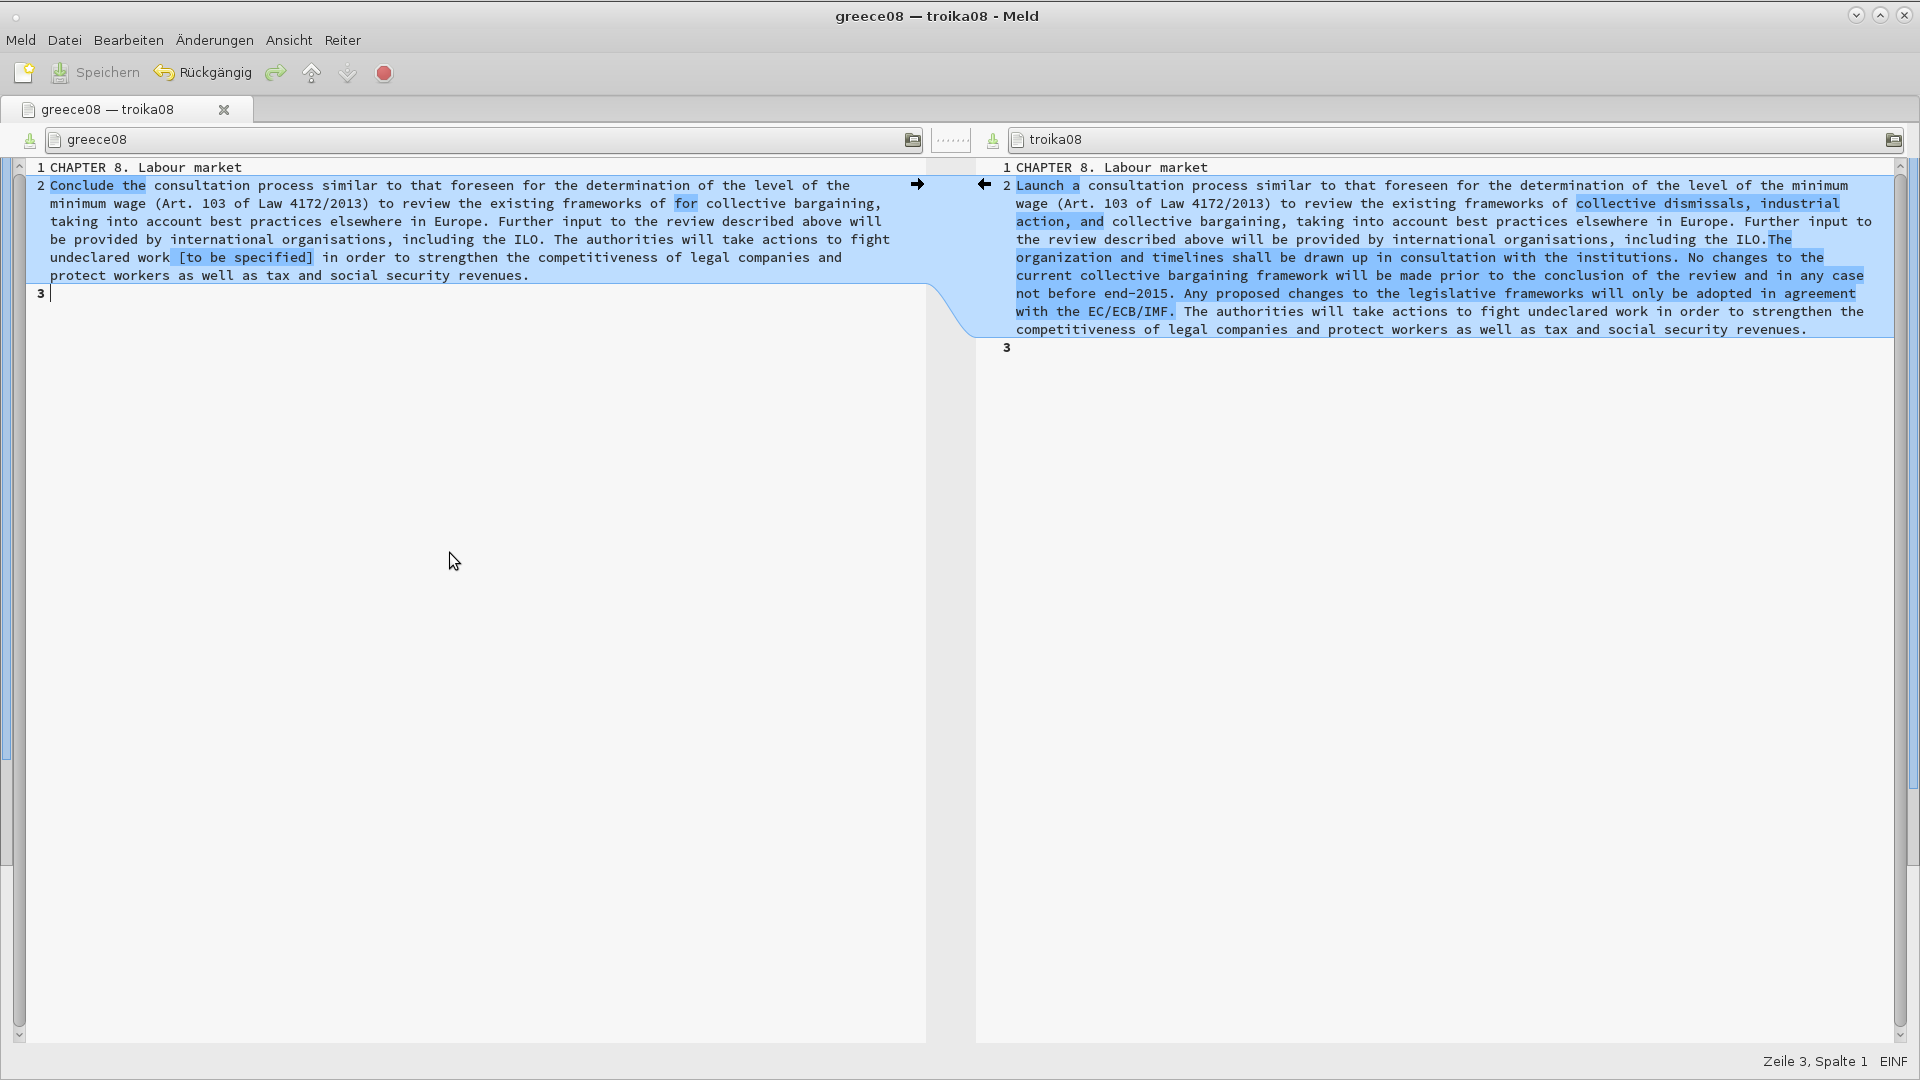 greece08 — troika08 - Meld
Meld Datei Bearbeiten Änderungen Ansicht Reiter
Speichern Rückgängig
greece08 — troika08
greece08
troika08
1 CHAPTER 8. Labour market
2 Conclude the consultation process similar to that foreseen for the determination of the level of the
minimum wage (Art. 103 of Law 4172/2013) to review the existing frameworks of for collective bargaining,
taking into account best practices elsewhere in Europe. Further input to the review described above will
be provided by international organisations, including the ILO. The authorities will take actions to fight
undeclared work [to be specified] in order to strengthen the competitiveness of legal companies and
protect workers as well as tax and social security revenues.
3
1 CHAPTER 8. Labour market
2 Launch a consultation process similar to that foreseen for the determination of the level of the minimum
wage (Art. 103 of Law 4172/2013) to review the existing frameworks of collective dismissals, industrial
action, and collective bargaining, taking into account best practices elsewhere in Europe. Further input to
the review described above will be provided by international organisations, including the ILO.The
organization and timelines shall be drawn up in consultation with the institutions. No changes to the
current collective bargaining framework will be made prior to the conclusion of the review and in any case
not before end-2015. Any proposed changes to the legislative frameworks will only be adopted in agreement
with the EC/ECB/IMF. The authorities will take actions to fight undeclared work in order to strengthen the
competitiveness of legal companies and protect workers as well as tax and social security revenues.
3
Zeile 3, Spalte 1 EINF